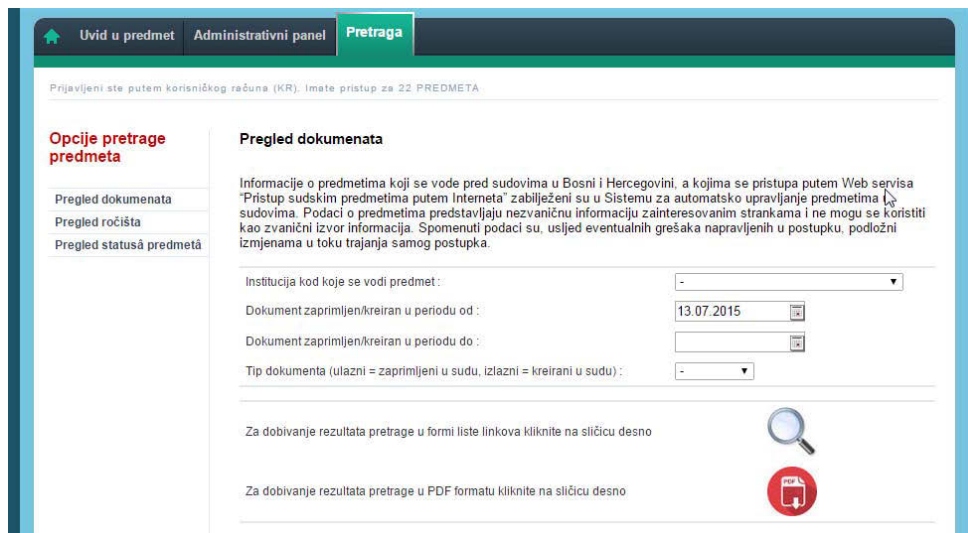 Uvid u predmet Administrativni panel Pretraga
Prijavljeni ste putem korisničkog računa (KR). Imate pristup za 22 PREDMETA
Opcije pretrage
predmeta
Pregled dokumenata
Pregled ročišta
Pregled statusâ predmetâ
Pregled dokumenata
Informacije o predmetima koji se vode pred sudovima u Bosni i Hercegovini, a kojima se pristupa putem Web servisa
"Pristup sudskim predmetima putem Interneta" zabilježeni su u Sistemu za automatsko upravljanje predmetima u
sudovima. Podaci o predmetima predstavljaju nezvaničnu informaciju zainteresovanim strankama i ne mogu se koristiti
kao zvanični izvor informacija. Spomenuti podaci su, usljed eventualnih grešaka napravljenih u postupku, podložni
izmjenama u toku trajanja samog postupka.
Institucija kod koje se vodi predmet : -
Dokument zaprimljen/kreiran u periodu od : 13.07.2015
Dokument zaprimljen/kreiran u periodu do :
Tip dokumenta (ulazni = zaprimljeni u sudu, izlazni = kreirani u sudu) : -
Za dobivanje rezultata pretrage u formi liste linkova kliknite na sličicu desno
Za dobivanje rezultata pretrage u PDF formatu kliknite na sličicu desno
PDF